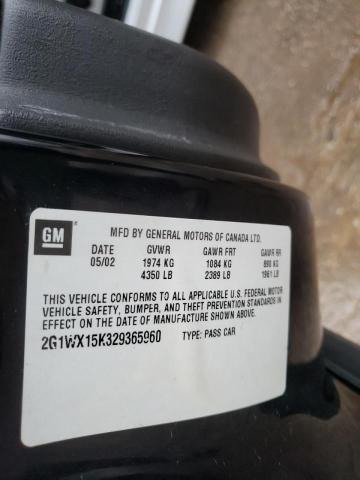 GM
MFD BY GENERAL MOTORS OF CANADA LTD.
DATE GVWR GAWR FRT GAWR RR
05/02 1974 KG 1084 KG 890 KG
4350 LB 2389 LB 1961 LB
THIS VEHICLE CONFORMS TO ALL APPLICABLE U.S. FEDERAL MOTOR
VEHICLE SAFETY, BUMPER, AND THEFT PREVENTION STANDARDS IN
EFFECT ON THE DATE OF MANUFACTURE SHOWN ABOVE.
2G1WX15K329365960 TYPE: PASS CAR